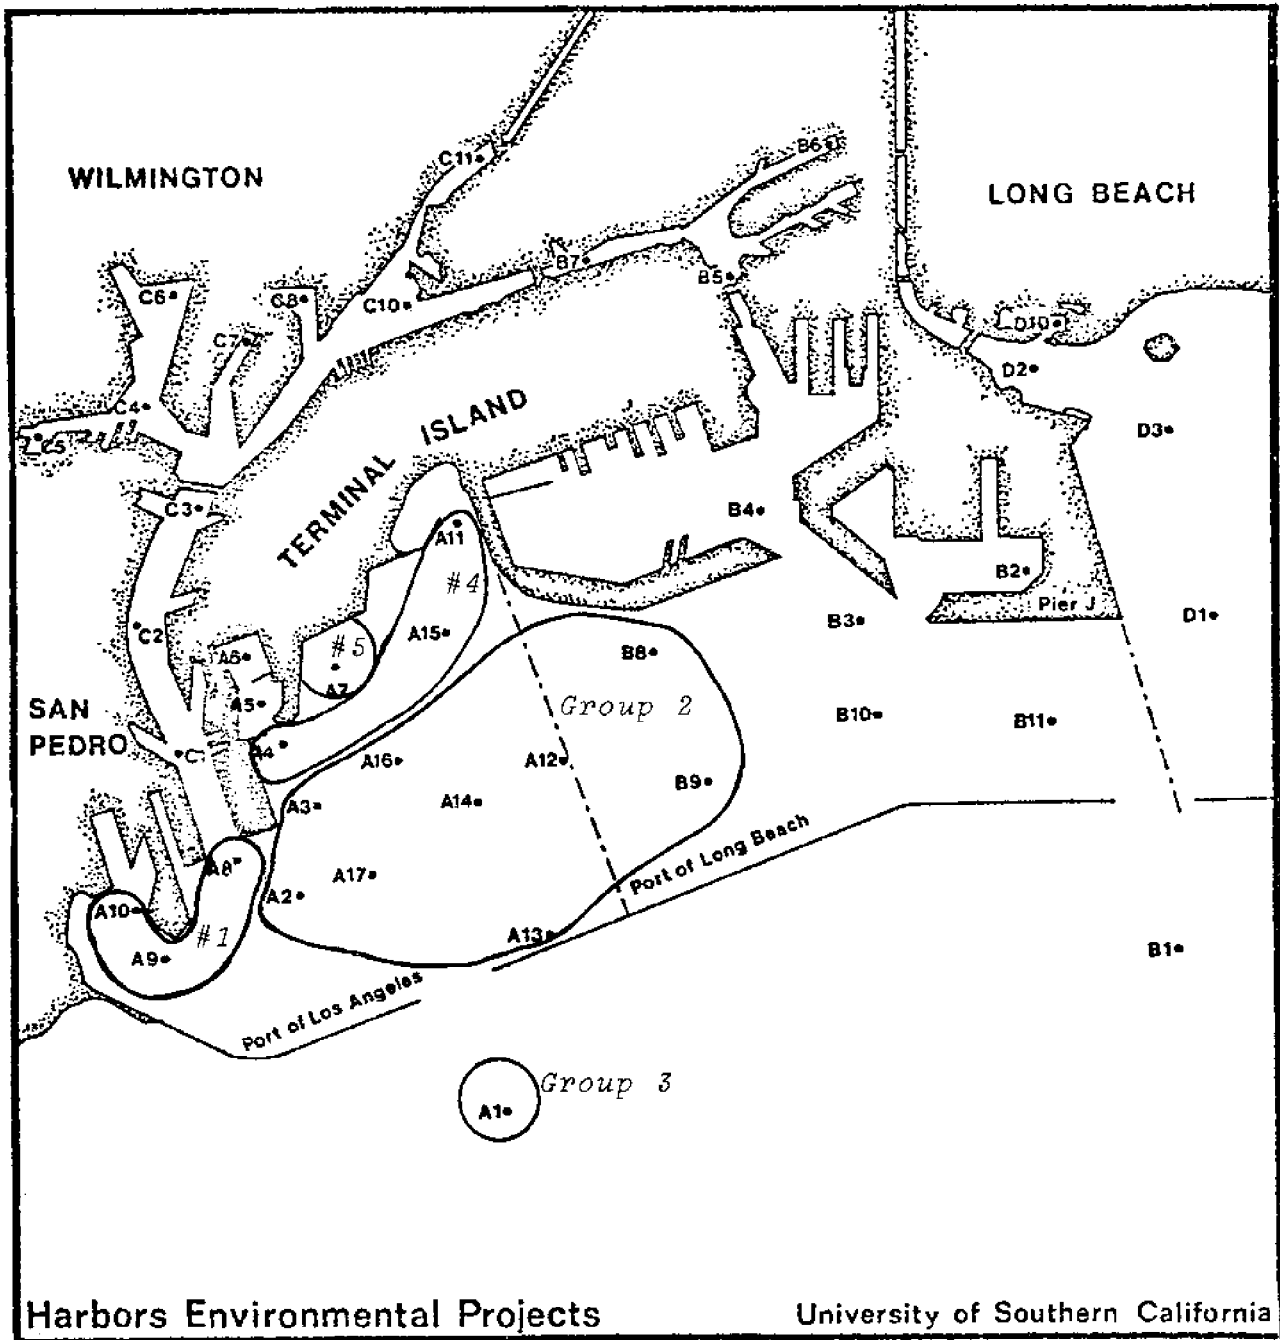 B6
C11
WILMINGTON
LONG BEACH
B7
B5
C6
C8
C10
D10
C7
D2
C4
ISLAND
D3
C5
TERMINAL
C3
B4
A11
#4
B2
Pier J
C2
A15
B3
D1
#5
A6
B8
A7
A5
Group 2
SAN
PEDRO
B10
B11
A4
A16
A12
B9
A3
A14
Port of Long Beach
A8
A17
A2
A10
#1
A13
A9
B1
Port of Los Angeles
Group 3
A1
Harbors Environmental Projects
University of Southern California